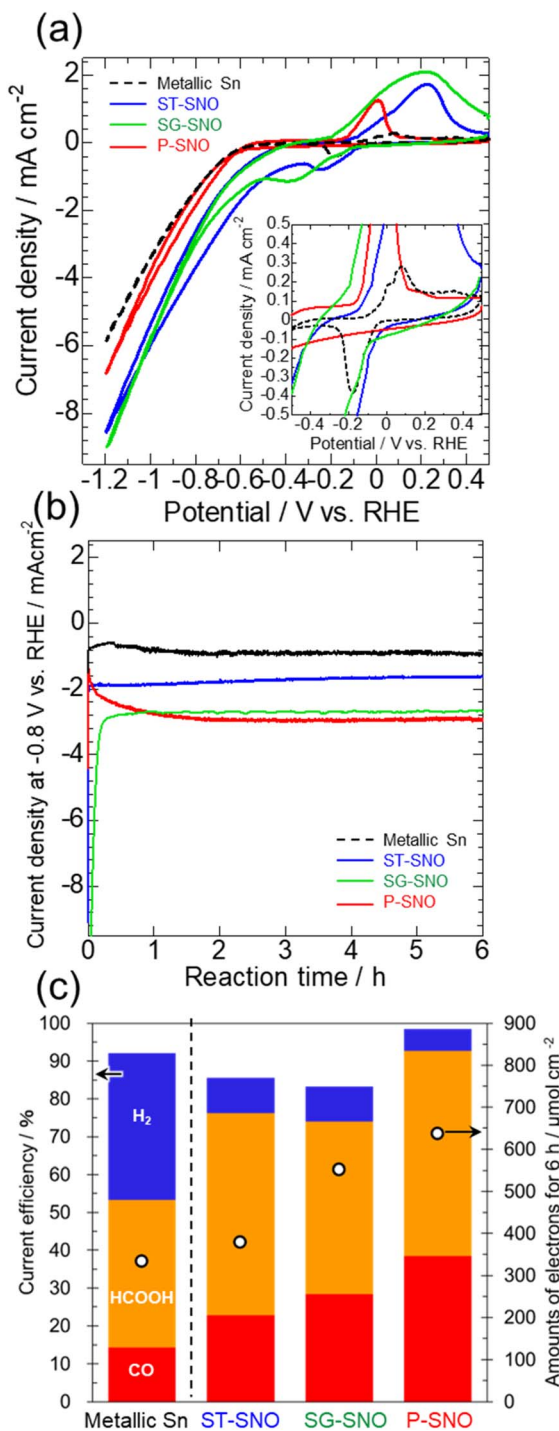 (a)
2
0
-2
-4
-6
-8
Current density / mA cm-2
Metallic Sn
ST-SNO
SG-SNO
P-SNO
0.5
0.4
0.3
0.2
0.1
0
-0.1
-0.2
-0.3
-0.4
0.5
Current density / mA cm-2
-0.4 -0.2 0 0.2 0.4
Potential / V vs. RHE
-1.2 -1 -0.8 -0.6 -0.4 -0.2 0 0.2 0.4
Potential / V vs. RHE
(b)
2
0
-2
-4
-6
-8
Current density at -0.8 V vs. RHE / mAcm-2
Metallic Sn
ST-SNO
SG-SNO
P-SNO
0 1 2 3 4 5 6
Reaction time / h
(c)
100
90
80
70
60
50
40
30
20
10
0
Current efficiency / %
H2
HCOOH
CO
900
800
700
600
500
400
300
200
100
0
Amounts of electrons for 6 h / umol cm-2
Metallic Sn ST-SNO SG-SNO P-SNO